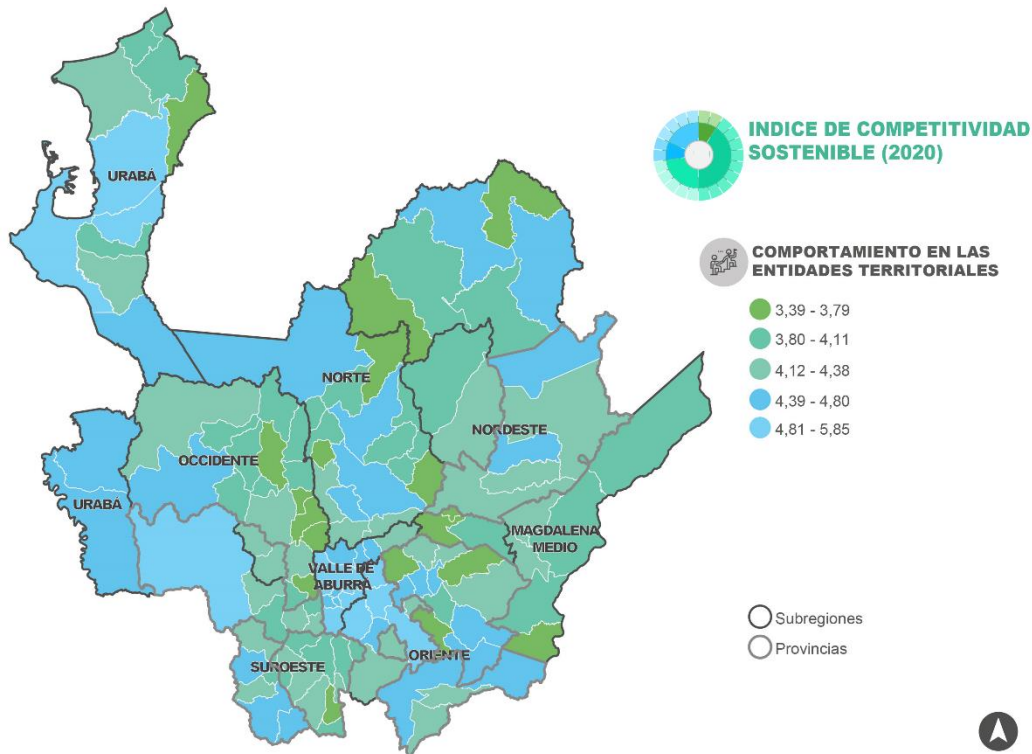 INDICE DE COMPETITIVIDAD
SOSTENIBLE (2020)
COMPORTAMIENTO EN LAS
ENTIDADES TERRITORIALES
3,39 - 3,79
3,80 - 4,11
4,12 - 4,38
4,39 - 4,80
4,81 - 5,85
Subregiones
Provincias
URABÁ
NORTE
NORDESTE
OCCIDENTE
URABÁ
MAGDALENA
MEDIO
VALLE DE
ABURRA
ORIENTE
SUROESTE